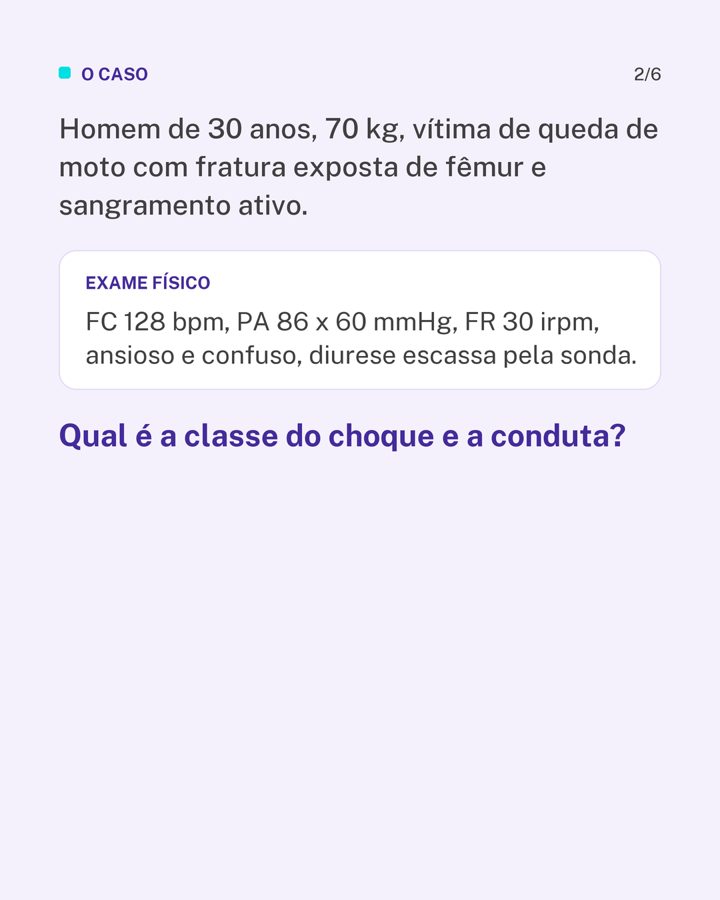 O CASO
2/6
Homem de 30 anos, 70 kg, vítima de queda de
moto com fratura exposta de fêmur e
sangramento ativo.
EXAME FÍSICO
FC 128 bpm, PA 86 x 60 mmHg, FR 30 irpm,
ansioso e confuso, diurese escassa pela sonda.
Qual é a classe do choque e a conduta?